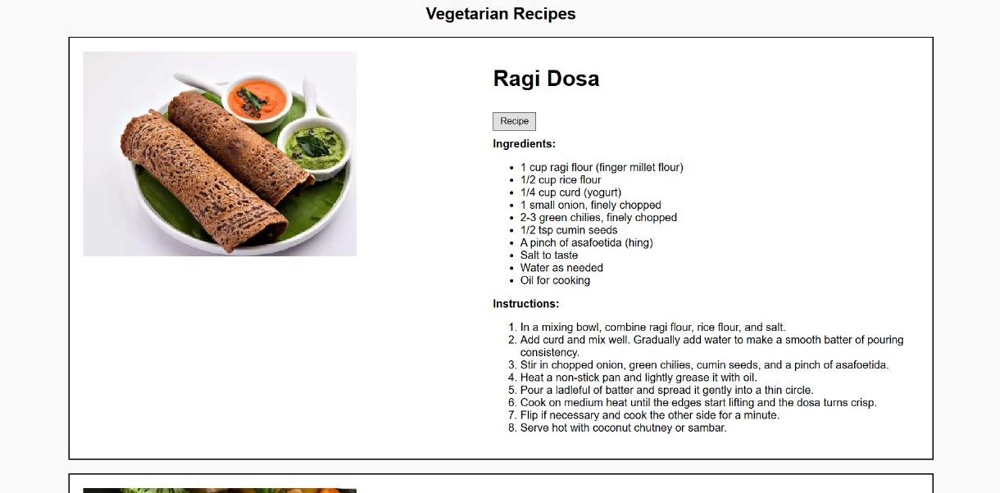 Vegetarian Recipes
Ragi Dosa
Recipe
Ingredients:
• 1 cup ragi flour (finger millet flour)
• 1/2 cup rice flour
• 1/4 cup curd (yogurt)
• 1 small onion, finely chopped
• 2-3 green chilies, finely chopped
• 1/2 tsp cumin seeds
• A pinch of asafoetida (hing)
• Salt to taste
• Water as needed
• Oil for cooking
Instructions:
1. In a mixing bowl, combine ragi flour, rice flour, and salt.
2. Add curd and mix well. Gradually add water to make a smooth batter of pouring
consistency.
3. Stir in chopped onion, green chilies, cumin seeds, and a pinch of asafoetida.
4. Heat a non-stick pan and lightly grease it with oil.
5. Pour a ladleful of batter and spread it gently into a thin circle.
6. Cook on medium heat until the edges start lifting and the dosa turns crisp.
7. Flip if necessary and cook the other side for a minute.
8. Serve hot with coconut chutney or sambar.